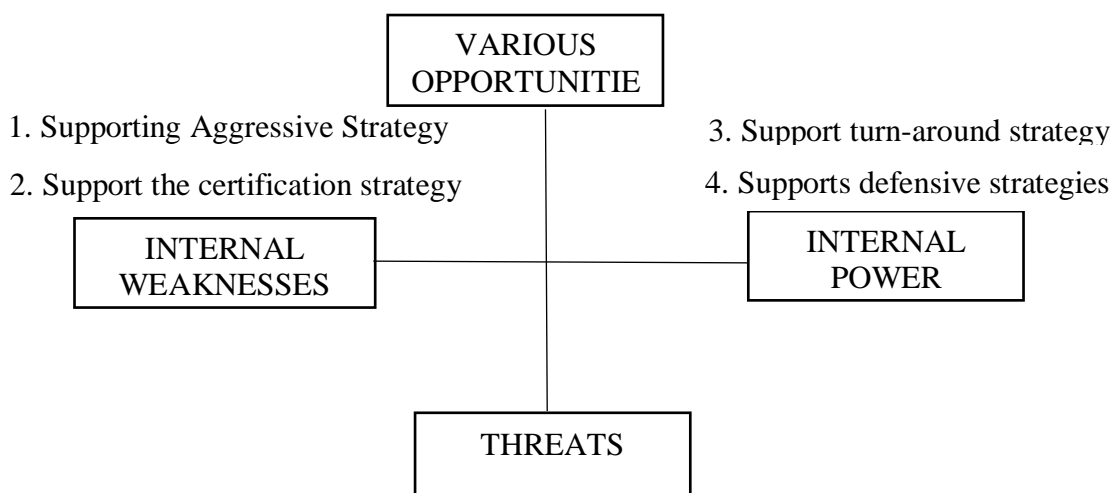 VARIOUS
OPPORTUNITIE
1. Supporting Aggressive Strategy
2. Support the certification strategy
3. Support turn-around strategy
4. Supports defensive strategies
INTERNAL
WEAKNESSES
INTERNAL
POWER
THREATS